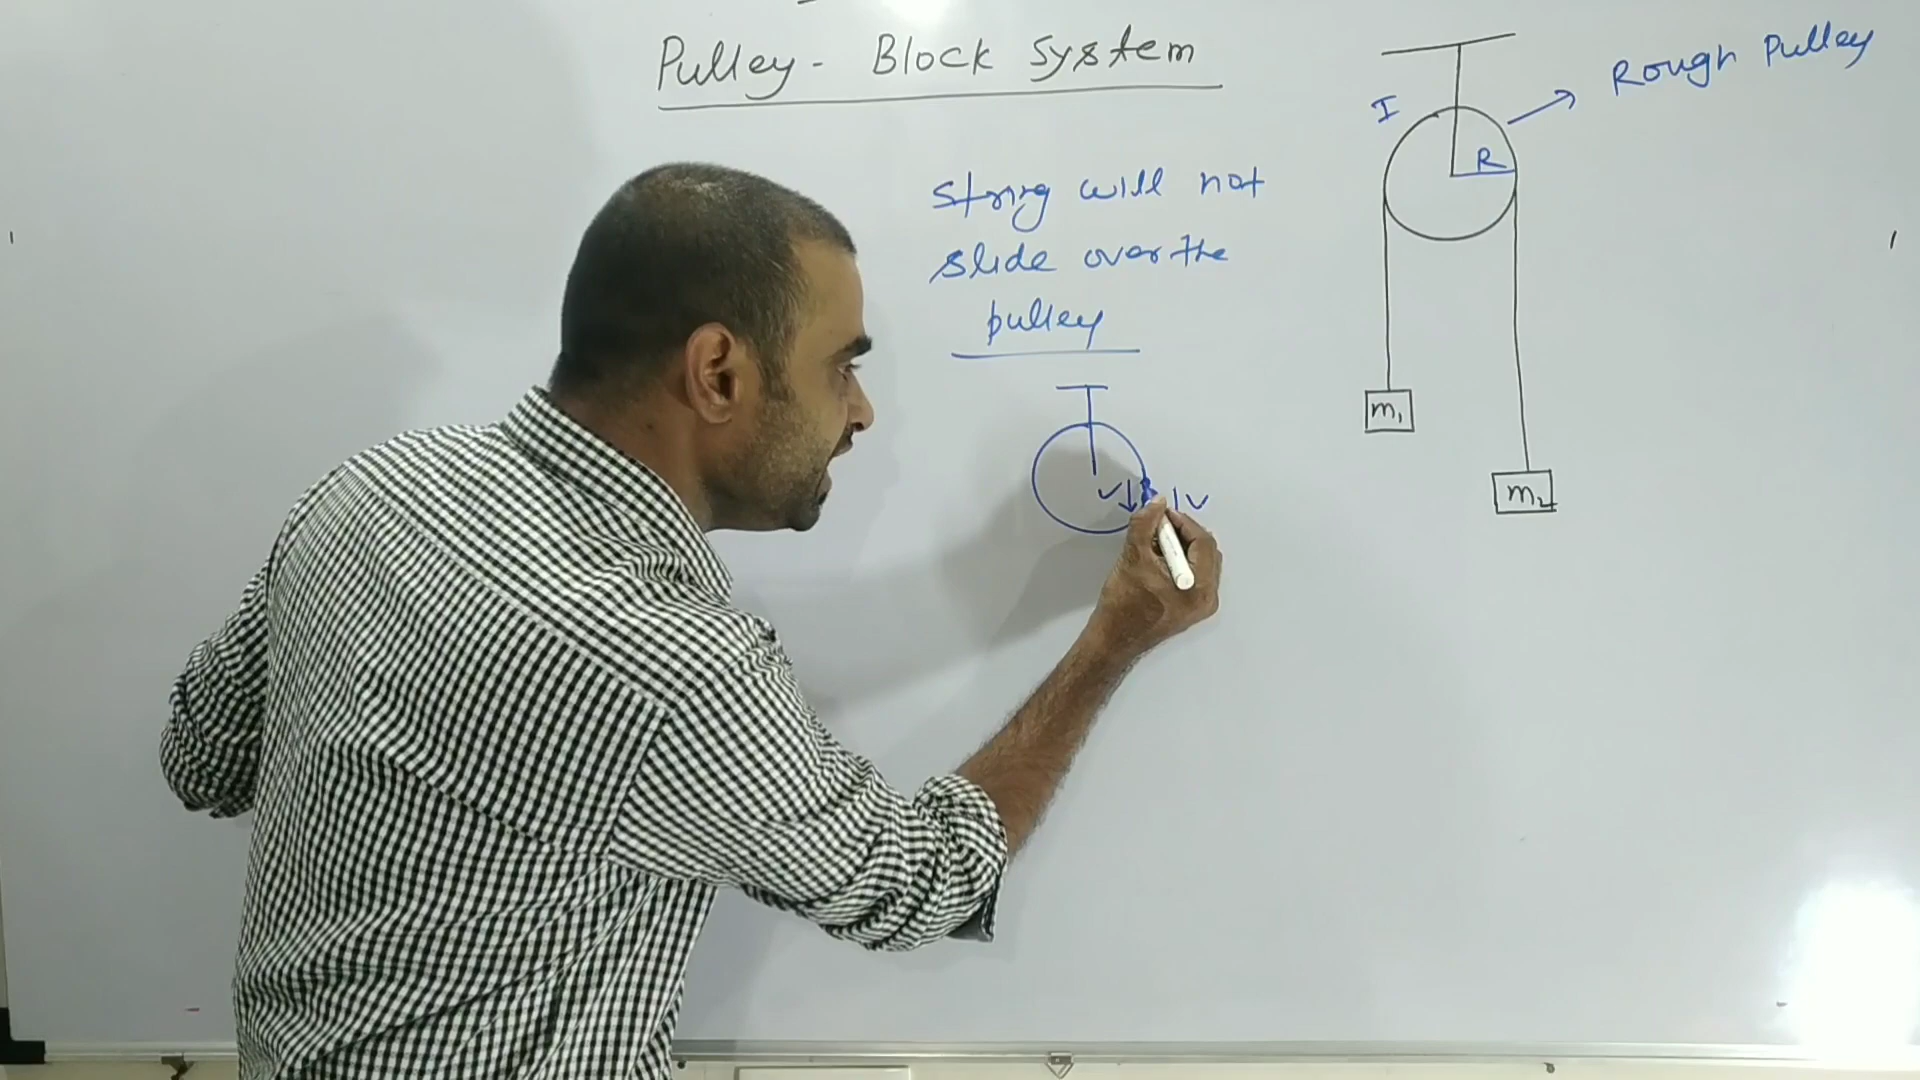 Pulley - Block System
I
Rough Pulley
R
String will not
slide over the
pulley
m₁
m₂
v
v